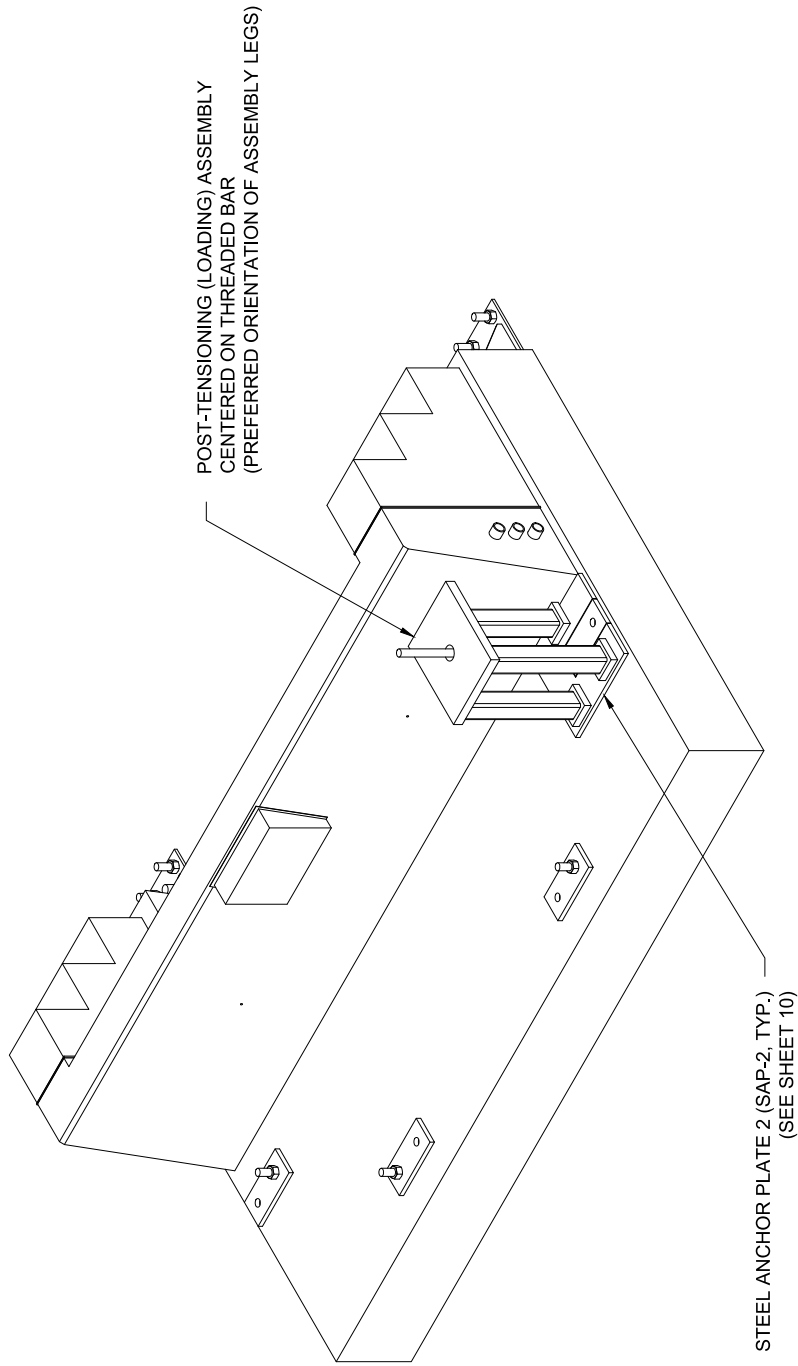 POST-TENSIONING (LOADING) ASSEMBLY
CENTERED ON THREADED BAR
(PREFERRED ORIENTATION OF ASSEMBLY LEGS)
STEEL ANCHOR PLATE 2 (SAP-2, TYP.)
(SEE SHEET 10)